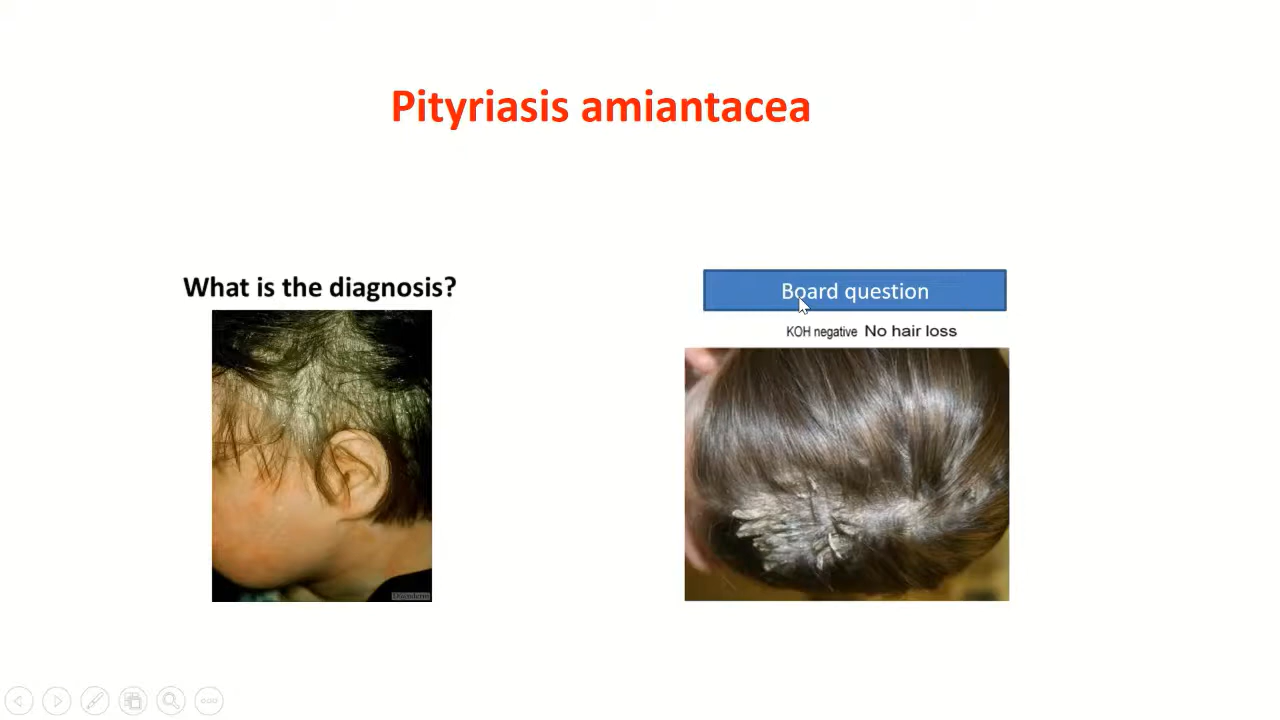 Pityriasis amiantacea
What is the diagnosis?
Board question
KOH negative No hair loss